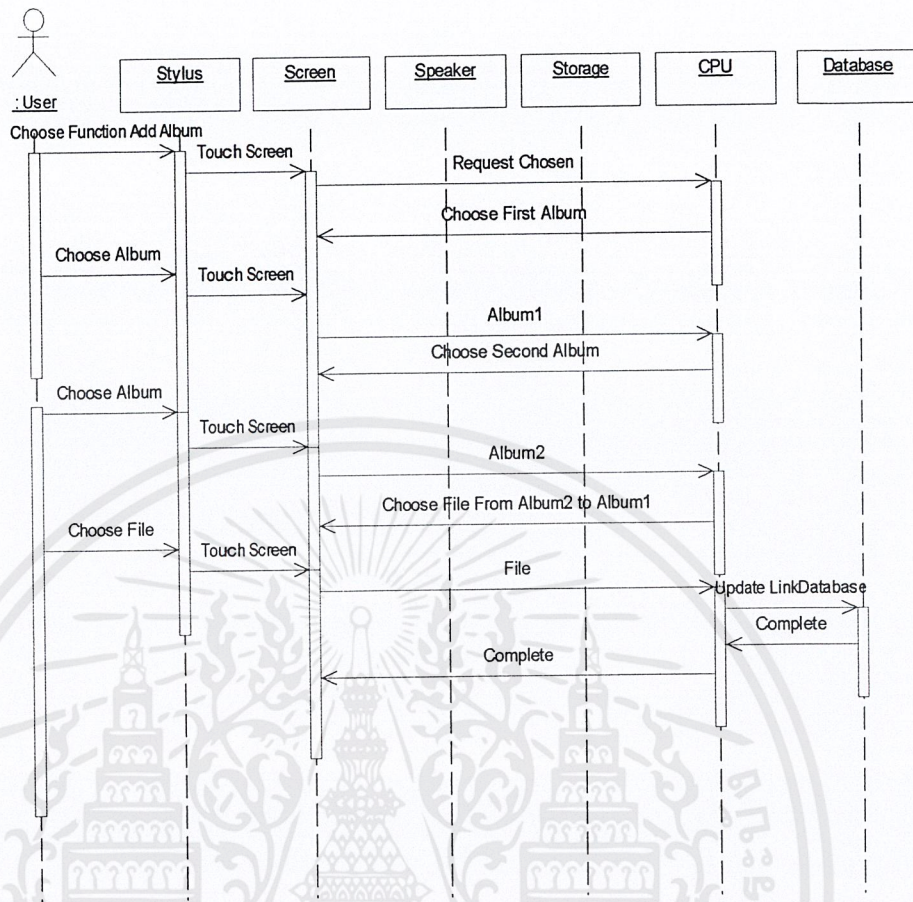 Stylus
Screen
Speaker
Storage
CPU
Database
: User
Choose Function Add Album
Touch Screen
Request Chosen
Choose First Album
Choose Album
Touch Screen
Album1
Choose Second Album
Choose Album
Touch Screen
Album2
Choose File From Album2 to Album1
Choose File
Touch Screen
File
Update LinkDatabase
Complete
Complete